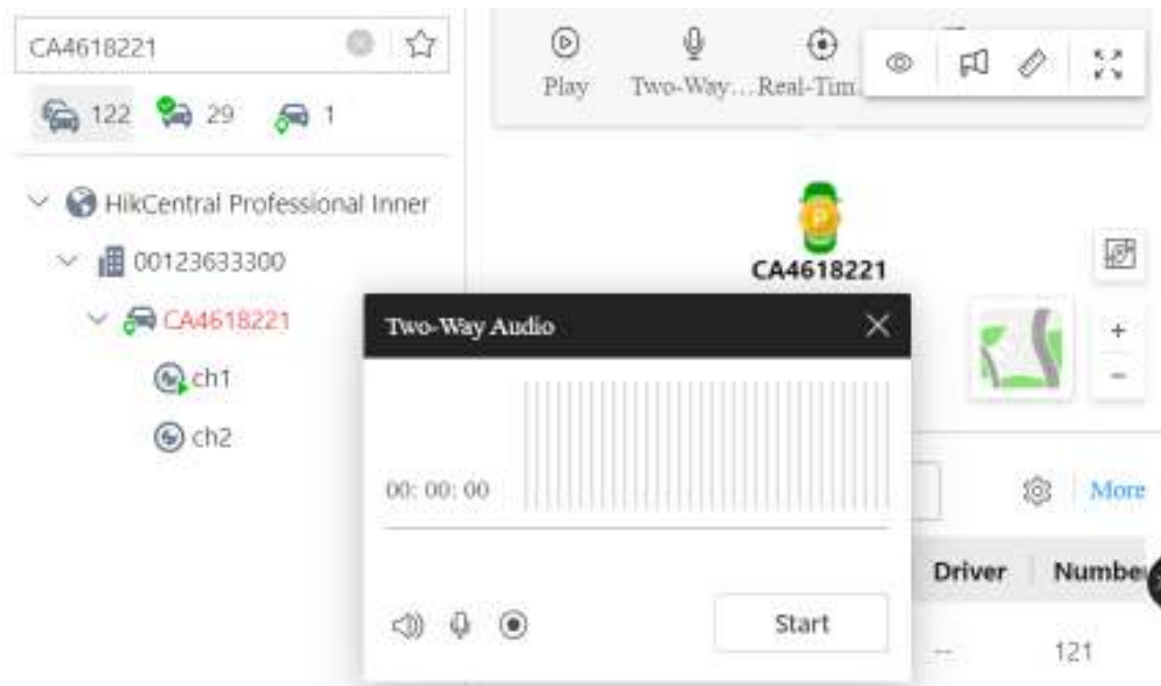 CA4618221
122 29 1
HikCentral Professional Inner
00123633300
CA4618221
ch1
ch2
Play Two-Way... Real-Tim
P
CA4618221
Two-Way Audio
00: 00: 00
Start
+
-
More
Driver Number
-- 121